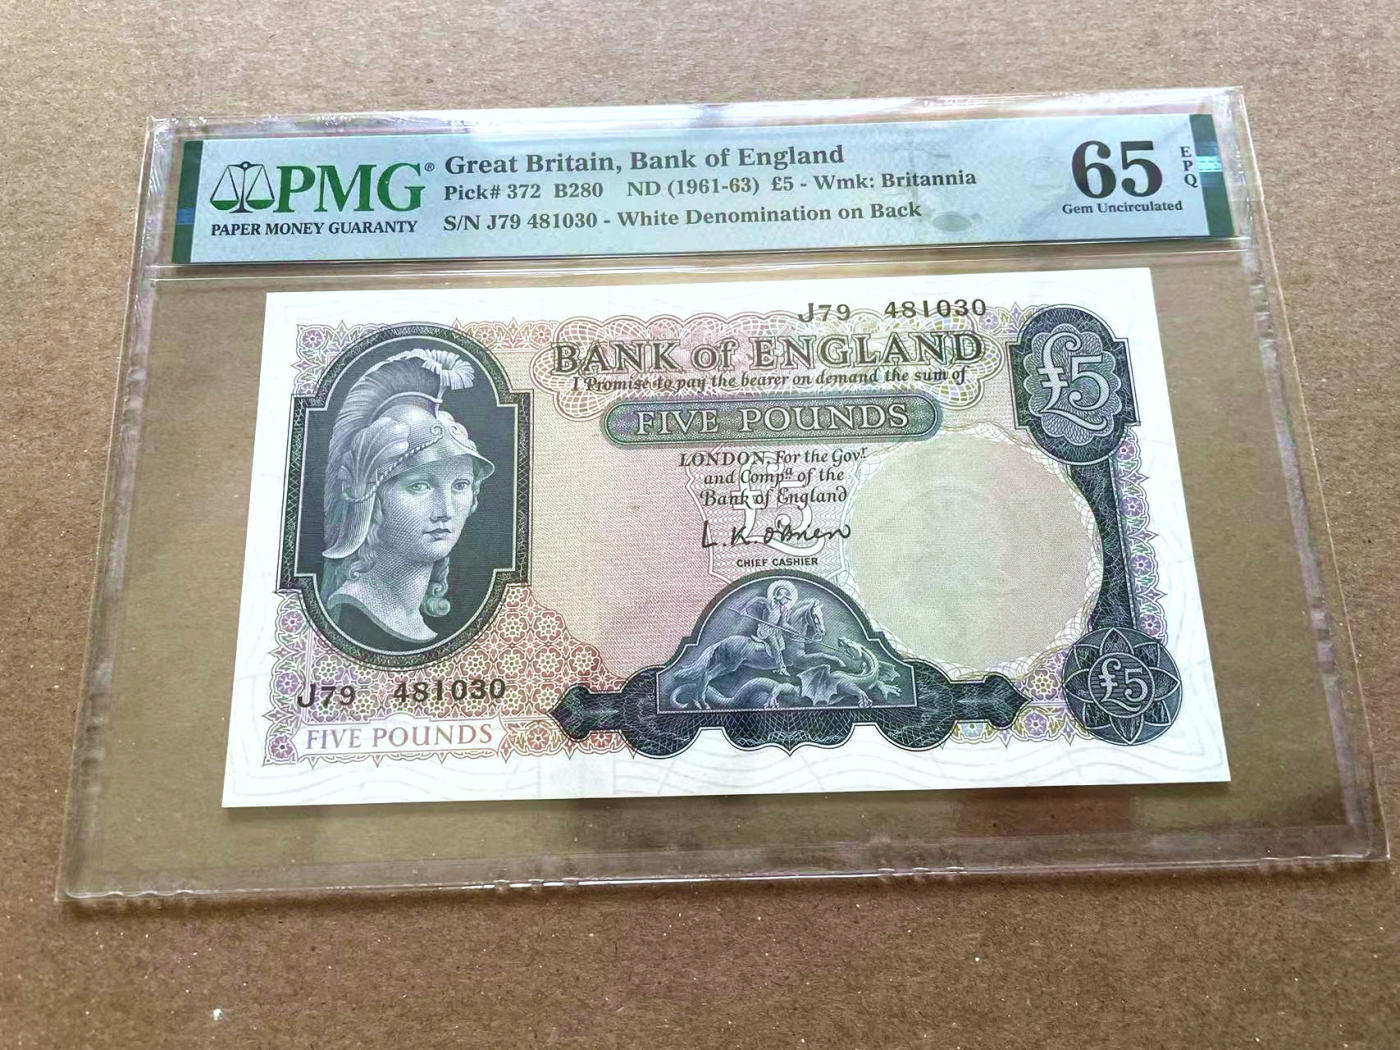 PMG®
PAPER MONEY GUARANTY
Great Britain, Bank of England
Pick# 372 B280 ND (1961-63) £5 - Wmk: Britannia
S/N J79 481030 - White Denomination on Back
65
EPQ
Gem Uncirculated
J79 481030
BANK of ENGLAND
I Promise to pay the bearer on demand the sum of
FIVE POUNDS
£5
LONDON, For the Govr.
and Compa. of the
Bank of England
£5
L.K. O'Brien
CHIEF CASHIER
J79 481030
FIVE POUNDS
£5